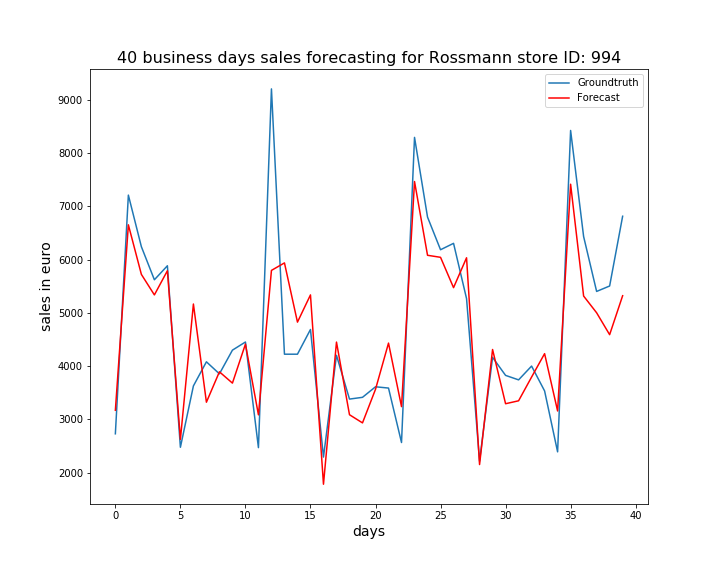 40 business days sales forecasting for Rossmann store ID: 994
Groundtruth
Forecast
sales in euro
9000
8000
7000
6000
5000
4000
3000
2000
0 5 10 15 20 25 30 35 40
days